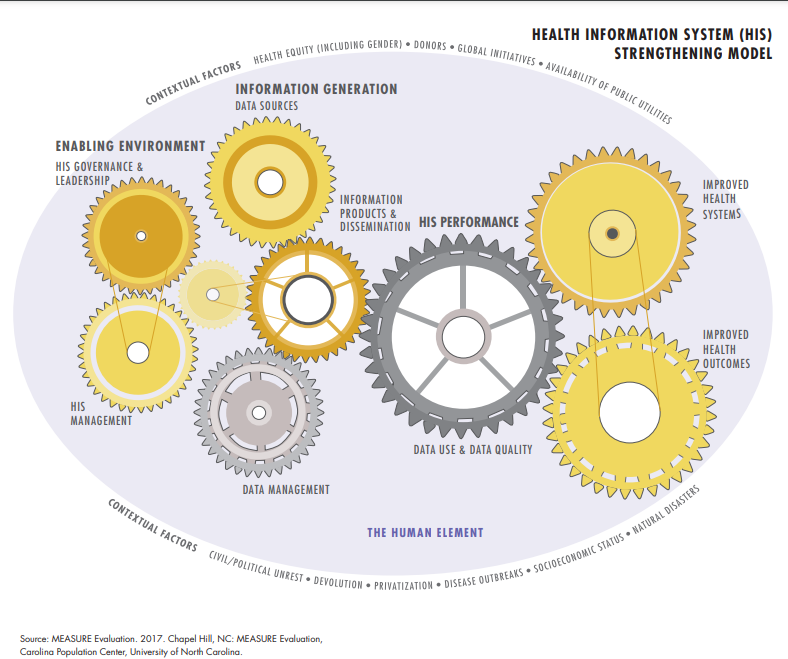 HEALTH INFORMATION SYSTEM (HIS)
STRENGTHENING MODEL
CONTEXTUAL FACTORS
HEALTH EQUITY (INCLUDING GENDER) • DONORS • GLOBAL INITIATIVES • AVAILABILITY OF PUBLIC UTILITIES
INFORMATION GENERATION
DATA SOURCES
ENABLING ENVIRONMENT
HIS GOVERNANCE &
LEADERSHIP
INFORMATION
PRODUCTS &
DISSEMINATION
HIS PERFORMANCE
IMPROVED
HEALTH
SYSTEMS
IMPROVED
HEALTH
OUTCOMES
HIS
MANAGEMENT
DATA USE & DATA QUALITY
DATA MANAGEMENT
THE HUMAN ELEMENT
CONTEXTUAL FACTORS
CIVIL/POLITICAL UNREST • DEVOLUTION • PRIVATIZATION • DISEASE OUTBREAKS • SOCIOECONOMIC STATUS • NATURAL DISASTERS
Source: MEASURE Evaluation. 2017. Chapel Hill, NC: MEASURE Evaluation,
Carolina Population Center, University of North Carolina.